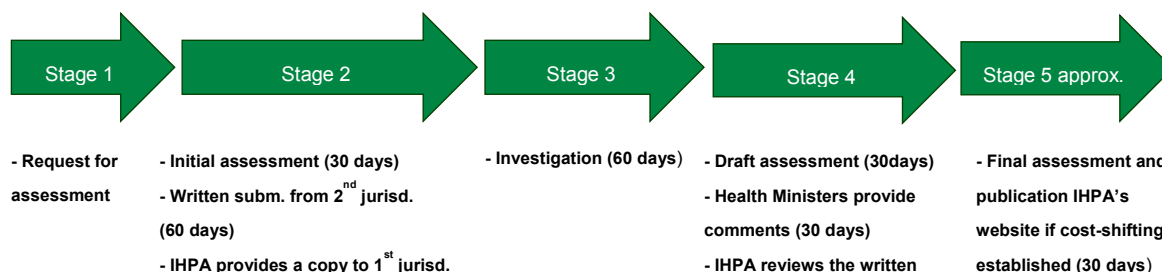 Stage 1
Stage 2
Stage 3
Stage 4
Stage 5 approx.
- Request for
assessment
- Initial assessment (30 days)
- Written subm. from 2nd jurisd.
(60 days)
- IHPA provides a copy to 1st jurisd.
- Investigation (60 days)
- Draft assessment (30days)
- Health Ministers provide
comments (30 days)
- IHPA reviews the written
- Final assessment and
publication IHPA's
website if cost-shifting
established (30 days)